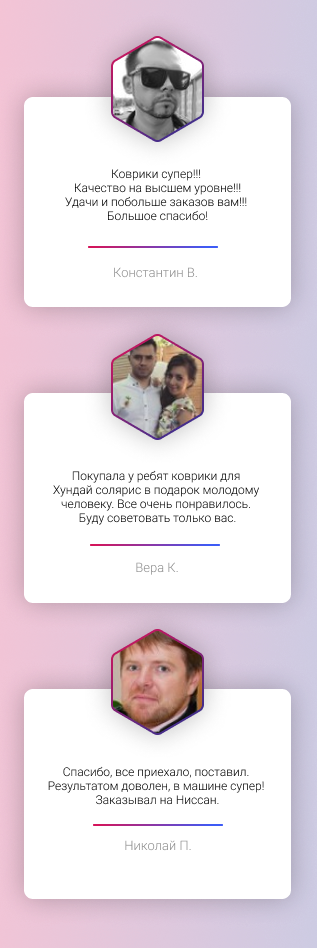 Коврики супер!!!
Качество на высшем уровне!!!
Удачи и побольше заказов вам!!!
Большое спасибо!
Константин В.
Покупала у ребят коврики для
Хундай солярис в подарок молодому
человеку. Все очень понравилось.
Буду советовать только вас.
Вера К.
Спасибо, все приехало, поставил.
Результатом доволен, в машине супер!
Заказывал на Ниссан.
Николай П.